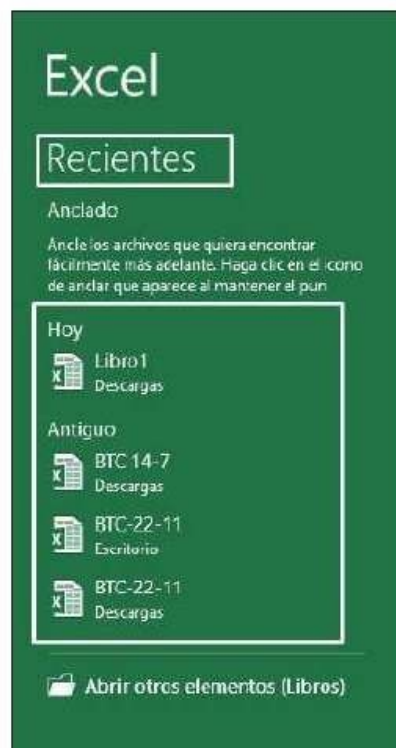 Excel
Recientes
Anclado
Ancle los archivos que quiera encontrar
fácilmente más adelante. Haga clic en el icono
de anclar que aparece al mantener el pun
Hoy
Libro1
Descargas
Antiguo
BTC 14-7
Descargas
BTC-22-11
Escritorio
BTC-22-11
Descargas
Abrir otros elementos (Libros)